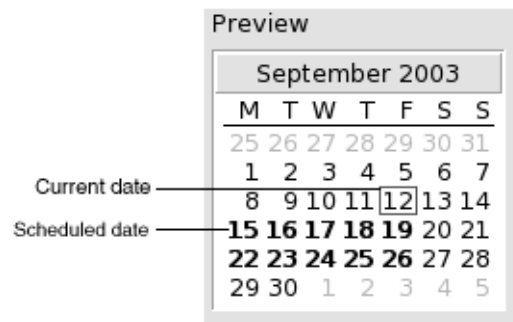 Preview
September 2003
M T W T F S S
25 26 27 28 29 30 31
1 2 3 4 5 6 7
Current date
8 9 10 11 12 13 14
Scheduled date
15 16 17 18 19 20 21
22 23 24 25 26 27 28
29 30 1 2 3 4 5